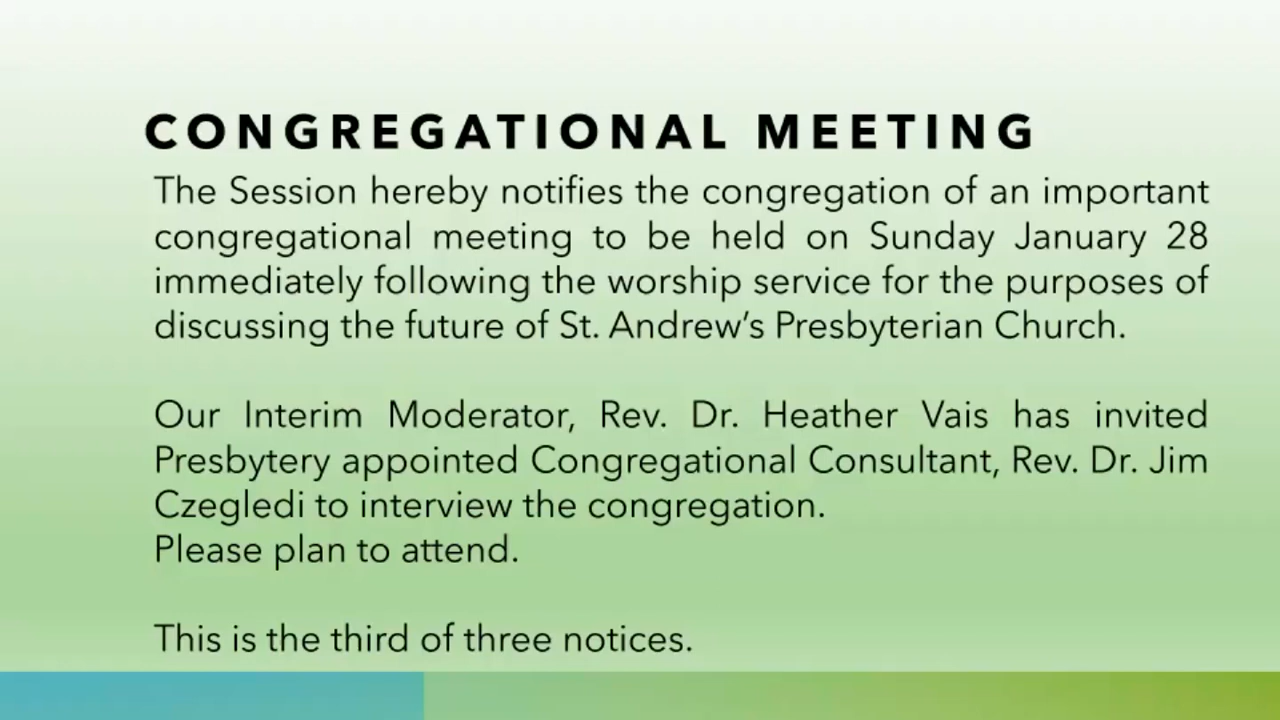 CONGREGATIONAL MEETING
The Session hereby notifies the congregation of an important
congregational meeting to be held on Sunday January 28
immediately following the worship service for the purposes of
discussing the future of St. Andrew’s Presbyterian Church.
Our Interim Moderator, Rev. Dr. Heather Vais has invited
Presbytery appointed Congregational Consultant, Rev. Dr. Jim
Czegledi to interview the congregation.
Please plan to attend.
This is the third of three notices.